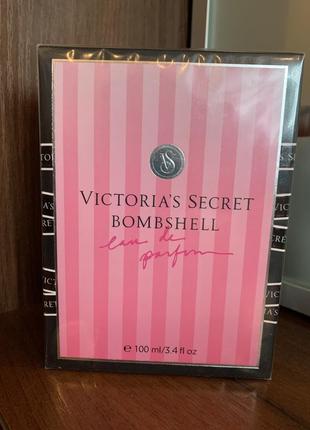 VS
VICTORIA'S SECRET
BOMBSHELL
eau de
parfum
℮ 100 ml/3.4 fl oz